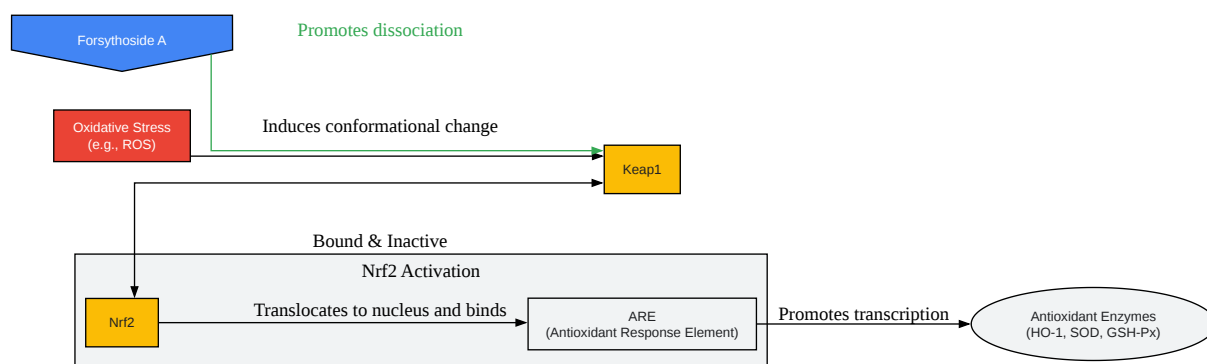 Forsythoside A
Promotes dissociation
Oxidative Stress
(e.g., ROS)
Induces conformational change
Keap1
Bound & Inactive
Nrf2 Activation
Nrf2
Translocates to nucleus and binds
ARE
(Antioxidant Response Element)
Promotes transcription
Antioxidant Enzymes
(HO-1, SOD, GSH-Px)